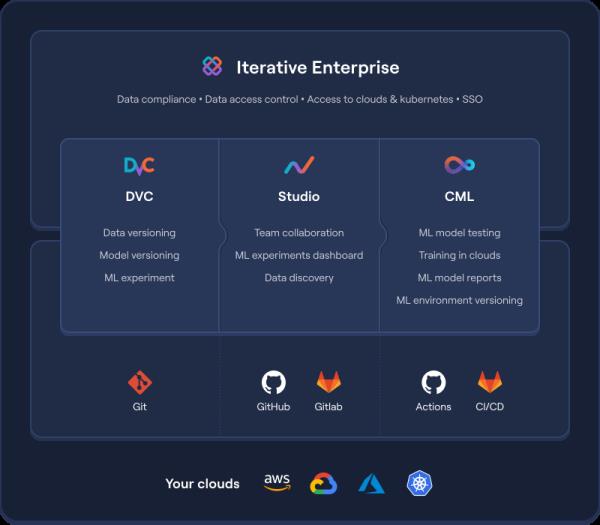 Iterative Enterprise
Data compliance • Data access control • Access to clouds & kubernetes • SSO
DVC
DVC
Data versioning
Model versioning
ML experiment
Studio
Team collaboration
ML experiments dashboard
Data discovery
CML
ML model testing
Training in clouds
ML model reports
ML environment versioning
Git
GitHub
Gitlab
Actions
CI/CD
Your clouds
aws